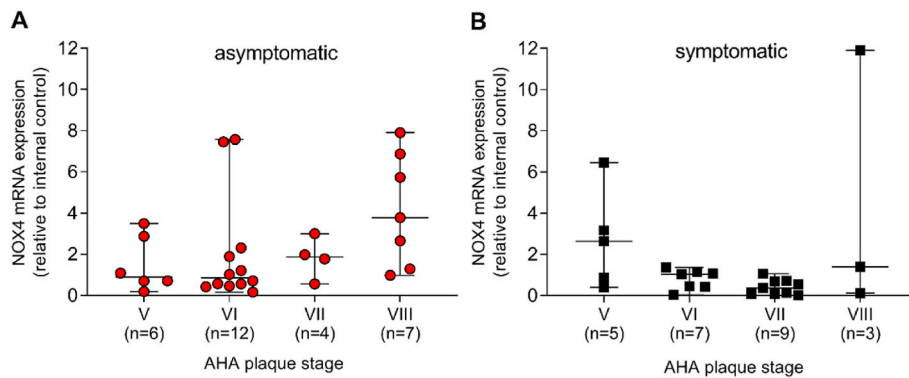 A
asymptomatic
NOX4 mRNA expression
(relative to internal control)
12
10
8
6
4
2
0
V
VI
VII
VIII
(n=6)
(n=12)
(n=4)
(n=7)
AHA plaque stage
B
symptomatic
NOX4 mRNA expression
(relative to internal control)
12
10
8
6
4
2
0
V
VI
VII
VIII
(n=5)
(n=7)
(n=9)
(n=3)
AHA plaque stage